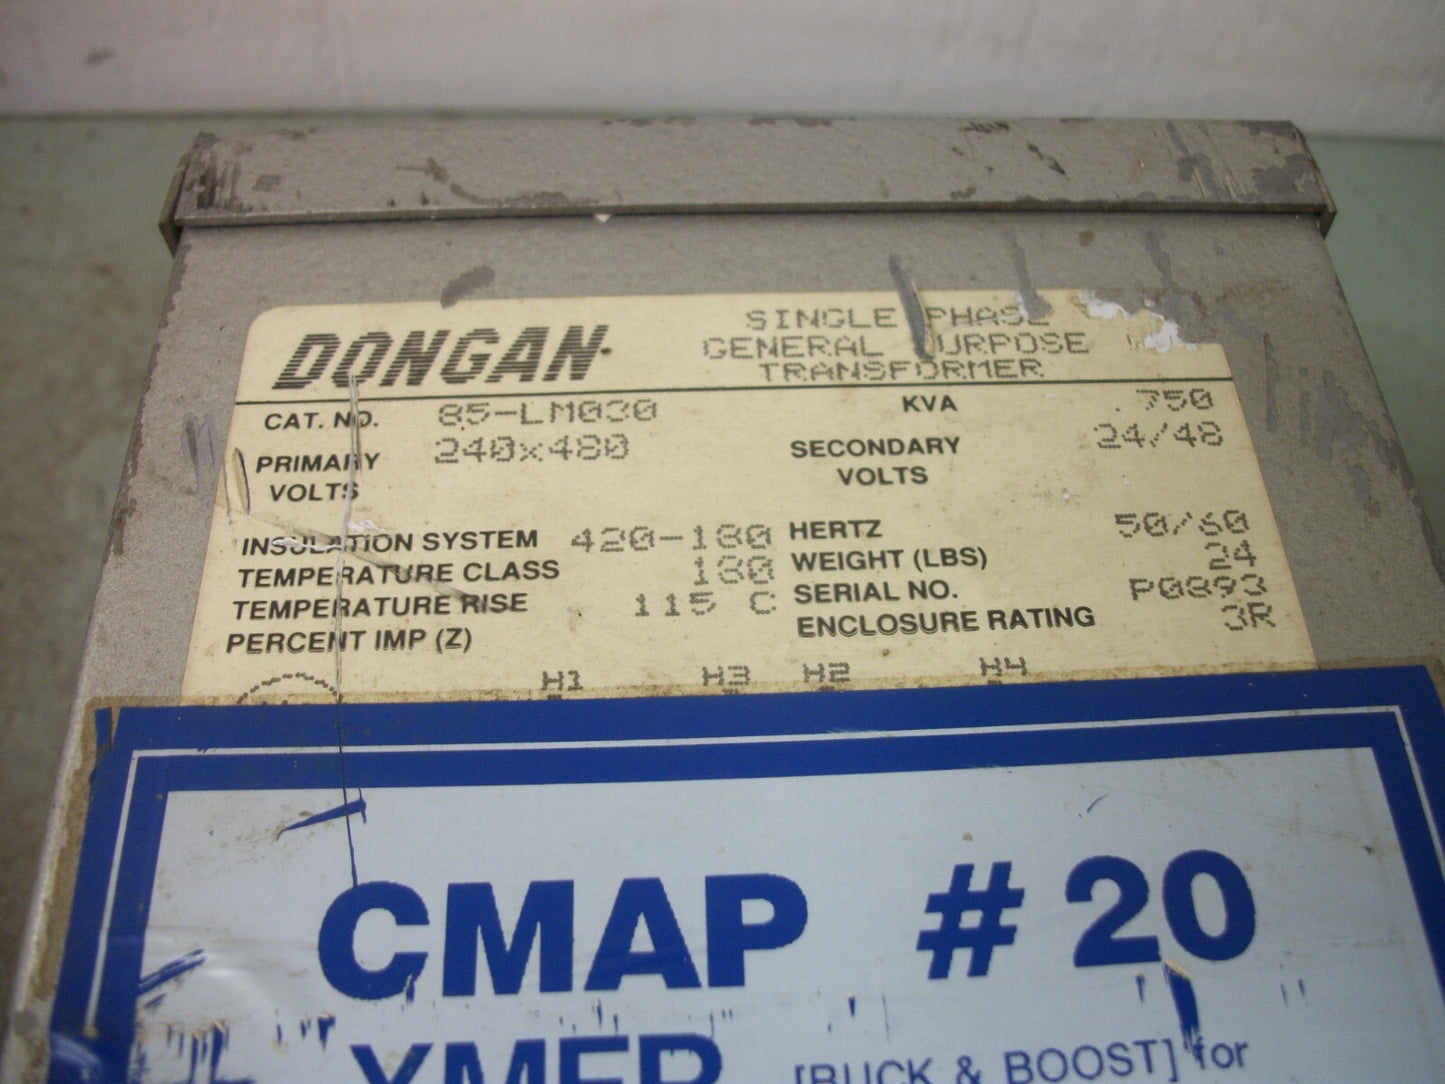 DONGAN
SINGLE PHASE
GENERAL PURPOSE
TRANSFORMER
CAT. NO. 85-LM030 KVA .750
PRIMARY VOLTS 240x480 SECONDARY VOLTS 24/48
INSULATION SYSTEM 420-180 HERTZ 50/60
TEMPERATURE CLASS 180 WEIGHT (LBS) 24
TEMPERATURE RISE 115 C SERIAL NO. P0893
PERCENT IMP (Z) ENCLOSURE RATING 3R
H1 H3 H2 H4
CMAP # 20
XMFR [BUCK & BOOST] for